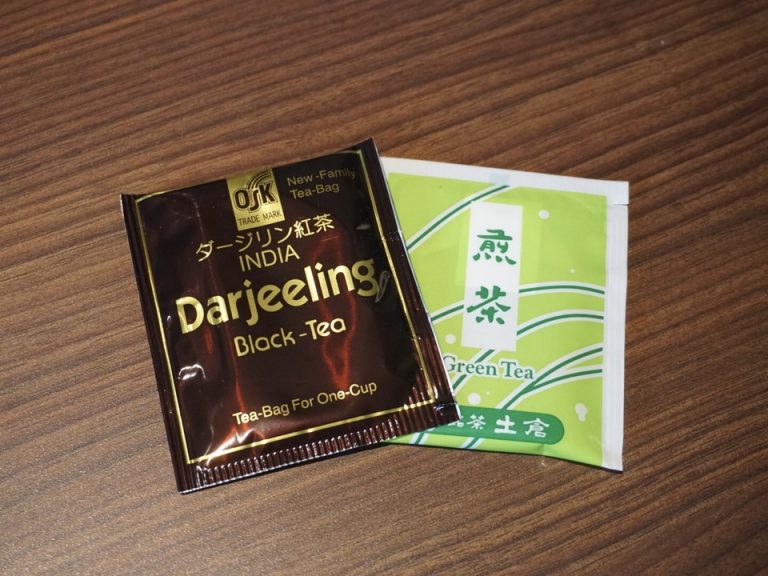 OSK
TRADE MARK
New-Family
Tea-Bag
ダージリン紅茶
INDIA
Darjeeling
Black-Tea
Tea-Bag For One-Cup
煎茶
Green Tea
茶 土倉